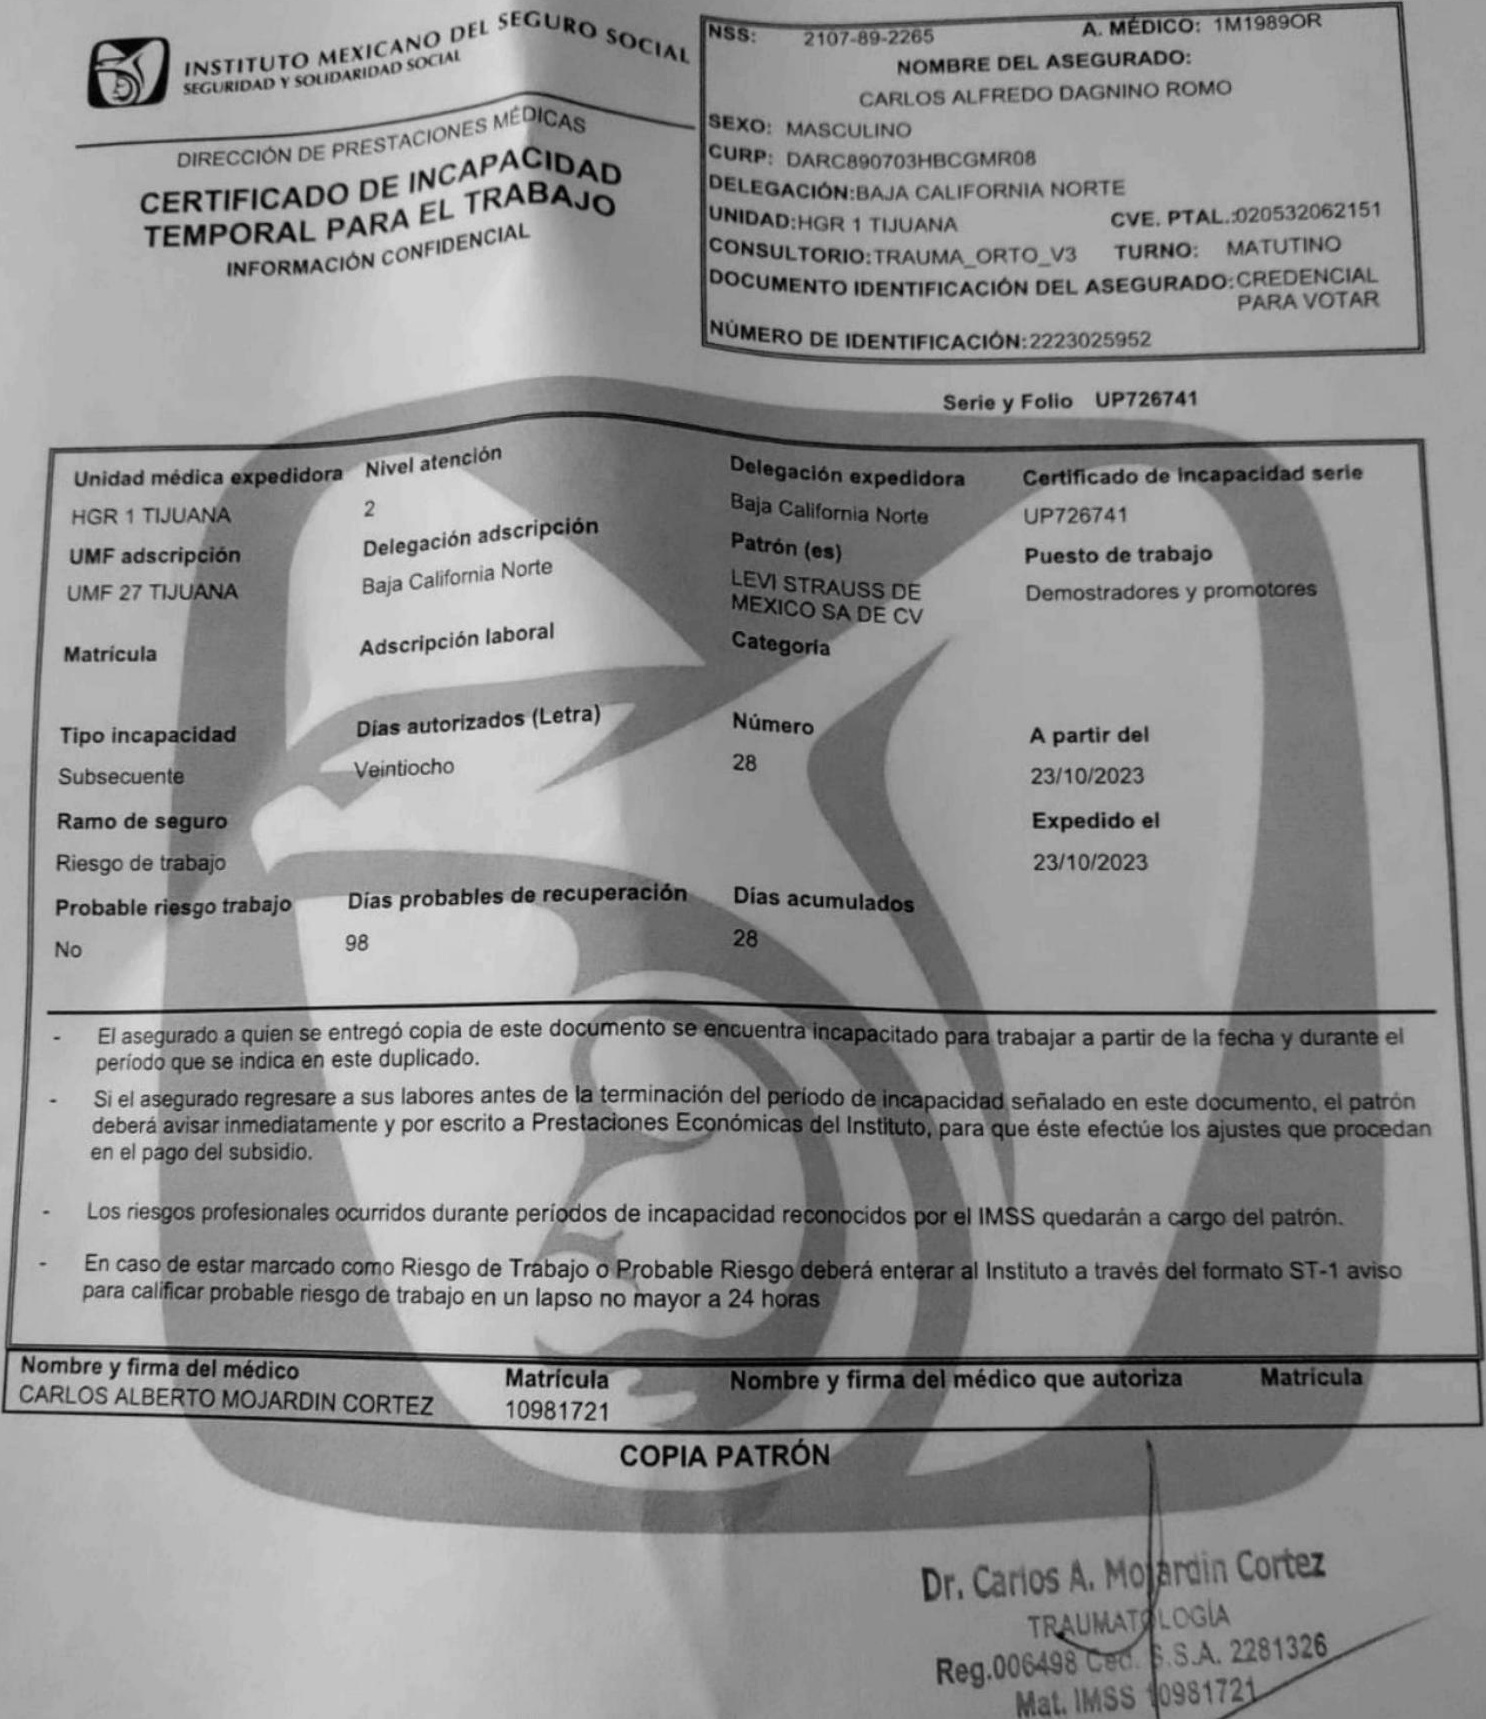 INSTITUTO MEXICANO DEL SEGURO SOCIAL
SEGURIDAD Y SOLIDARIDAD SOCIAL
DIRECCIÓN DE PRESTACIONES MÉDICAS
CERTIFICADO DE INCAPACIDAD
TEMPORAL PARA EL TRABAJO
INFORMACIÓN CONFIDENCIAL
NSS: 2107-89-2265 A. MÉDICO: 1M1989OR
NOMBRE DEL ASEGURADO:
CARLOS ALFREDO DAGNINO ROMO
SEXO: MASCULINO
CURP: DARC890703HBCGMR08
DELEGACIÓN:BAJA CALIFORNIA NORTE
UNIDAD:HGR 1 TIJUANA CVE. PTAL.:020532062151
CONSULTORIO:TRAUMA_ORTO_V3 TURNO: MATUTINO
DOCUMENTO IDENTIFICACIÓN DEL ASEGURADO:CREDENCIAL
PARA VOTAR
NÚMERO DE IDENTIFICACIÓN:2223025952
Serie y Folio UP726741
Unidad médica expedidora Nivel atención Delegación expedidora Certificado de incapacidad serie
HGR 1 TIJUANA 2 Baja California Norte UP726741
UMF adscripción Delegación adscripción Patrón (es) Puesto de trabajo
UMF 27 TIJUANA Baja California Norte LEVI STRAUSS DE Demostradores y promotores
MEXICO SA DE CV
Matrícula Adscripción laboral Categoría
Tipo incapacidad Días autorizados (Letra) Número A partir del
Subsecuente Veintiocho 28 23/10/2023
Ramo de seguro Expedido el
Riesgo de trabajo 23/10/2023
Probable riesgo trabajo Días probables de recuperación Días acumulados
No 98 28
- El asegurado a quien se entregó copia de este documento se encuentra incapacitado para trabajar a partir de la fecha y durante el
período que se indica en este duplicado.
- Si el asegurado regresare a sus labores antes de la terminación del período de incapacidad señalado en este documento, el patrón
deberá avisar inmediatamente y por escrito a Prestaciones Económicas del Instituto, para que éste efectúe los ajustes que procedan
en el pago del subsidio.
- Los riesgos profesionales ocurridos durante períodos de incapacidad reconocidos por el IMSS quedarán a cargo del patrón.
- En caso de estar marcado como Riesgo de Trabajo o Probable Riesgo deberá enterar al Instituto a través del formato ST-1 aviso
para calificar probable riesgo de trabajo en un lapso no mayor a 24 horas
Nombre y firma del médico Matrícula Nombre y firma del médico que autoriza Matrícula
CARLOS ALBERTO MOJARDIN CORTEZ 10981721
COPIA PATRÓN
Dr. Carlos A. Mojardin Cortez
TRAUMATOLOGÍA
Reg.006498 Ced. S.S.A. 2281326
Mat. IMSS 10981721